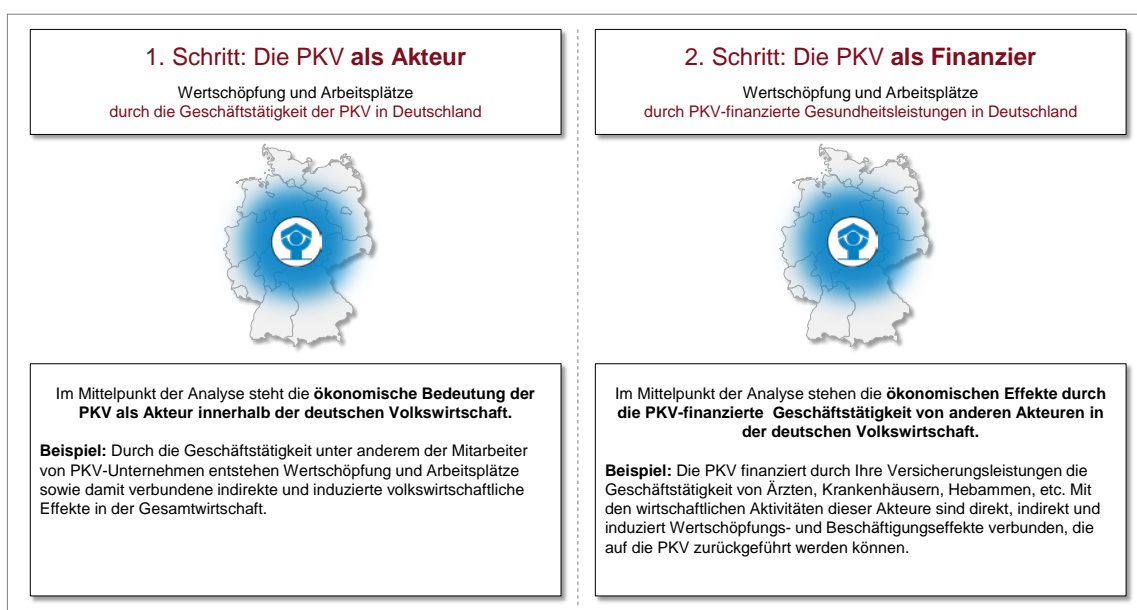 1. Schritt: Die PKV als Akteur
Wertschöpfung und Arbeitsplätze
durch die Geschäftstätigkeit der PKV in Deutschland
Im Mittelpunkt der Analyse steht die ökonomische Bedeutung der
PKV als Akteur innerhalb der deutschen Volkswirtschaft.
Beispiel: Durch die Geschäftstätigkeit unter anderem der Mitarbeiter
von PKV-Unternehmen entstehen Wertschöpfung und Arbeitsplätze
sowie damit verbundene indirekte und induzierte volkswirtschaftliche
Effekte in der Gesamtwirtschaft.
2. Schritt: Die PKV als Finanzier
Wertschöpfung und Arbeitsplätze
durch PKV-finanzierte Gesundheitsleistungen in Deutschland
Im Mittelpunkt der Analyse stehen die ökonomischen Effekte durch
die PKV-finanzierte Geschäftstätigkeit von anderen Akteuren in
der deutschen Volkswirtschaft.
Beispiel: Die PKV finanziert durch Ihre Versicherungsleistungen die
Geschäftstätigkeit von Ärzten, Krankenhäusern, Hebammen, etc. Mit
den wirtschaftlichen Aktivitäten dieser Akteure sind direkt, indirekt und
induziert Wertschöpfungs- und Beschäftigungseffekte verbunden, die
auf die PKV zurückgeführt werden können.